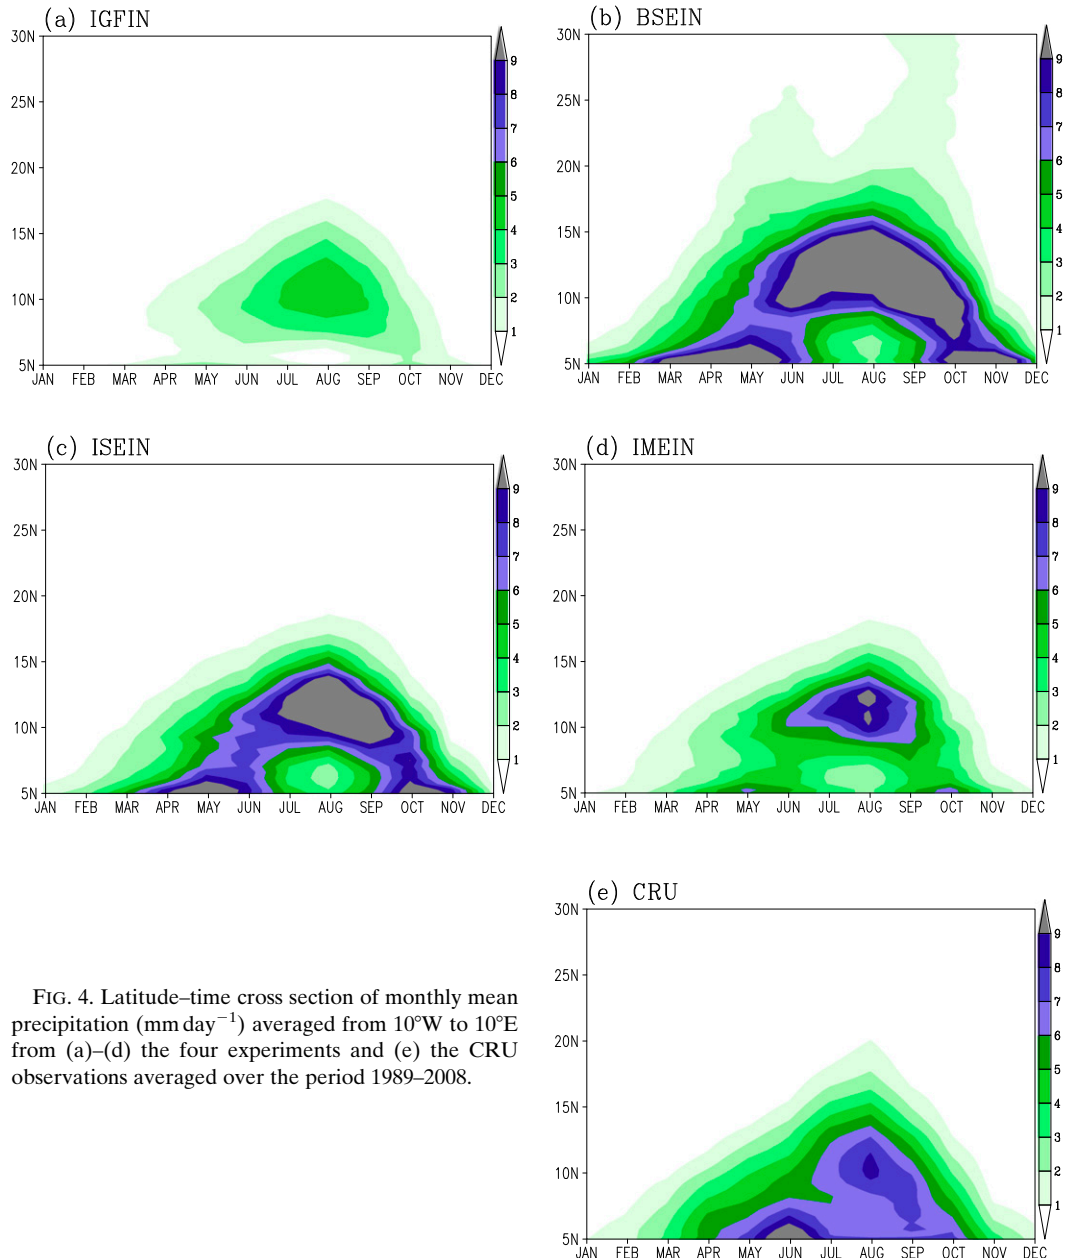 (a) IGFIN
30N
25N
20N
15N
10N
5N
JAN FEB MAR APR MAY JUN JUL AUG SEP OCT NOV DEC
9
8
7
6
5
4
3
2
1
(b) BSEIN
30N
25N
20N
15N
10N
5N
JAN FEB MAR APR MAY JUN JUL AUG SEP OCT NOV DEC
9
8
7
6
5
4
3
2
1
(c) ISEIN
30N
25N
20N
15N
10N
5N
JAN FEB MAR APR MAY JUN JUL AUG SEP OCT NOV DEC
9
8
7
6
5
4
3
2
1
(d) IMEIN
30N
25N
20N
15N
10N
5N
JAN FEB MAR APR MAY JUN JUL AUG SEP OCT NOV DEC
9
8
7
6
5
4
3
2
1
(e) CRU
30N
25N
20N
15N
10N
5N
JAN FEB MAR APR MAY JUN JUL AUG SEP OCT NOV DEC
9
8
7
6
5
4
3
2
1
FIG. 4. Latitude–time cross section of monthly mean
precipitation (mm day⁻¹) averaged from 10°W to 10°E
from (a)–(d) the four experiments and (e) the CRU
observations averaged over the period 1989–2008.